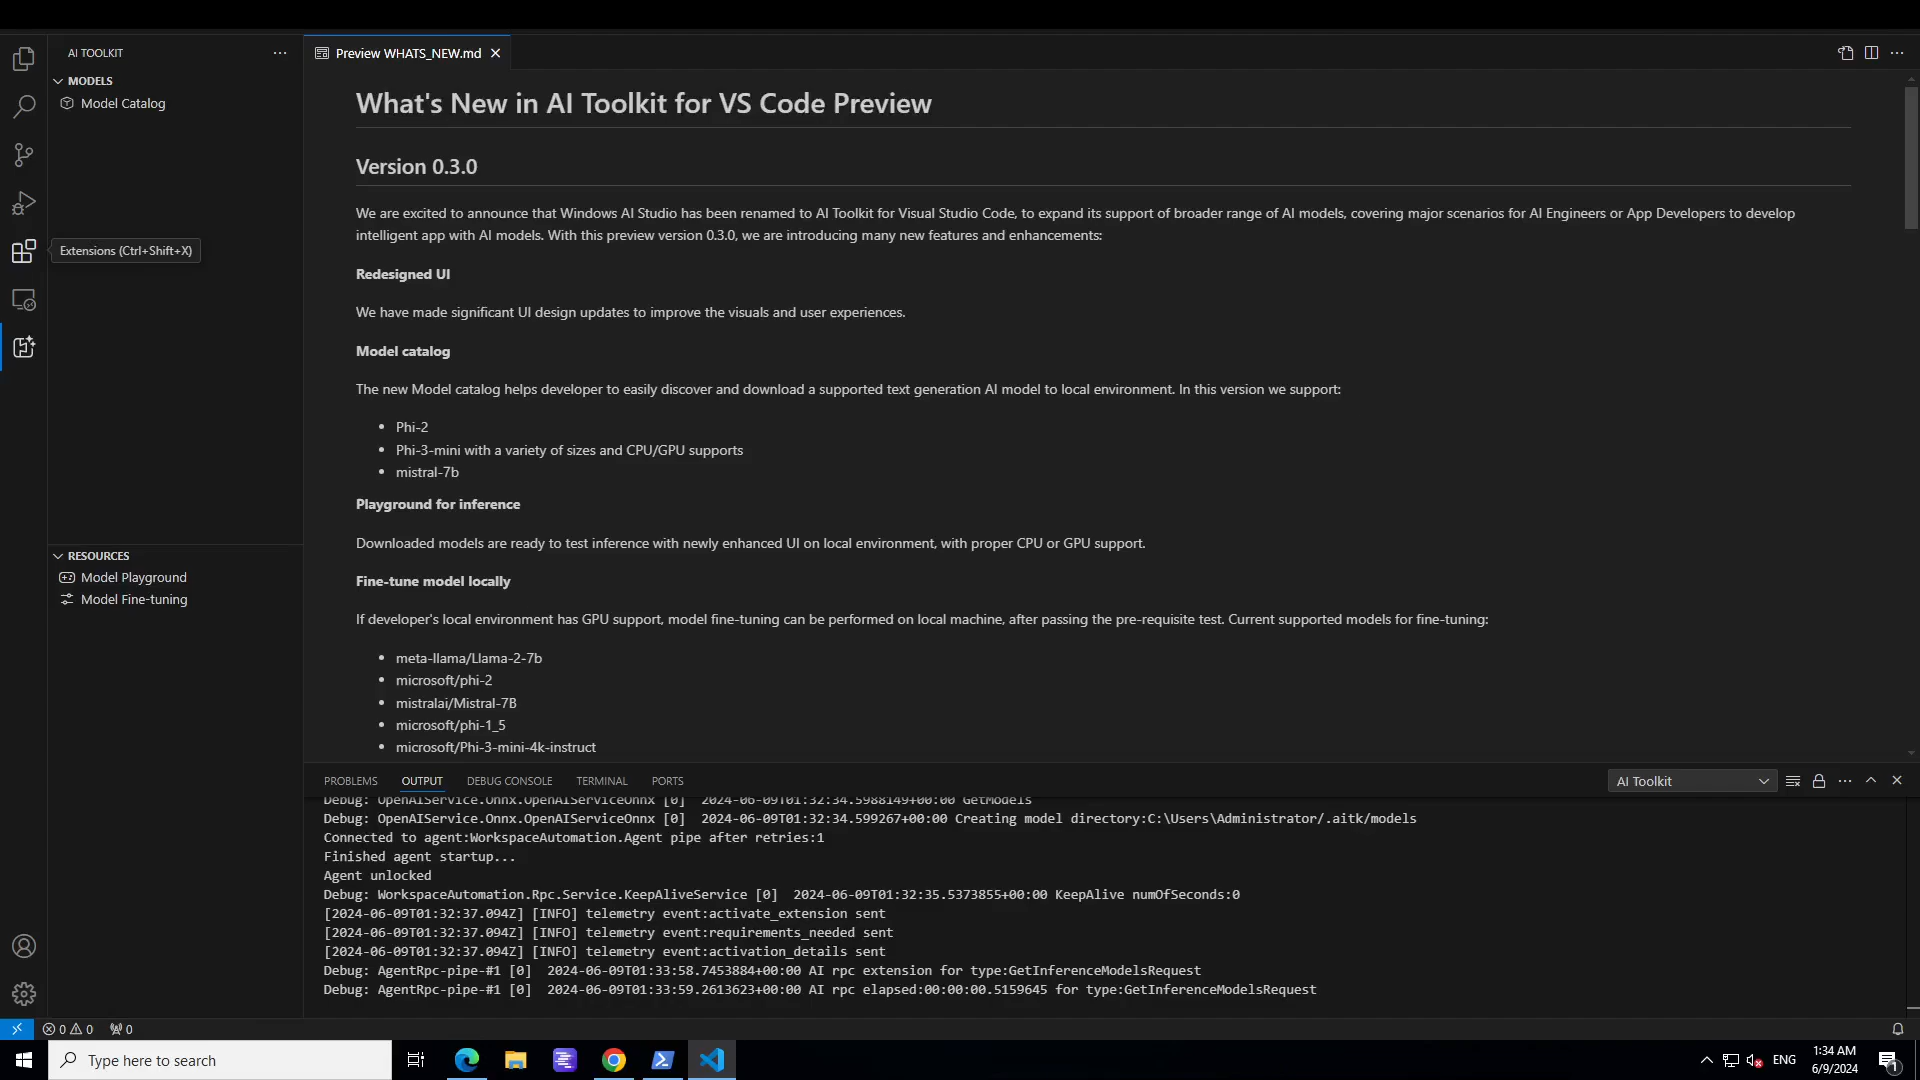 AI TOOLKIT
MODELS
Model Catalog
Extensions (Ctrl+Shift+X)
RESOURCES
Model Playground
Model Fine-tuning
Preview WHATS_NEW.md
What's New in AI Toolkit for VS Code Preview
Version 0.3.0
We are excited to announce that Windows AI Studio has been renamed to AI Toolkit for Visual Studio Code, to expand its support of broader range of AI models, covering major scenarios for AI Engineers or App Developers to develop
intelligent app with AI models. With this preview version 0.3.0, we are introducing many new features and enhancements:
Redesigned UI
We have made significant UI design updates to improve the visuals and user experiences.
Model catalog
The new Model catalog helps developer to easily discover and download a supported text generation AI model to local environment. In this version we support:
• Phi-2
• Phi-3-mini with a variety of sizes and CPU/GPU supports
• mistral-7b
Playground for inference
Downloaded models are ready to test inference with newly enhanced UI on local environment, with proper CPU or GPU support.
Fine-tune model locally
If developer's local environment has GPU support, model fine-tuning can be performed on local machine, after passing the pre-requisite test. Current supported models for fine-tuning:
• meta-llama/Llama-2-7b
• microsoft/phi-2
• mistralai/Mistral-7B
• microsoft/phi-1_5
• microsoft/Phi-3-mini-4k-instruct
PROBLEMS OUTPUT DEBUG CONSOLE TERMINAL PORTS AI Toolkit
Debug: OpenAIService.Onnx.OpenAIServiceOnnx [0]  2024-06-09T01:32:34.5988149+00:00 GetModels
Debug: OpenAIService.Onnx.OpenAIServiceOnnx [0]  2024-06-09T01:32:34.599267+00:00 Creating model directory:C:\Users\Administrator/.aitk/models
Connected to agent:WorkspaceAutomation.Agent pipe after retries:1
Finished agent startup...
Agent unlocked
Debug: WorkspaceAutomation.Rpc.Service.KeepAliveService [0]  2024-06-09T01:32:35.5373855+00:00 KeepAlive numOfSeconds:0
[2024-06-09T01:32:37.094Z] [INFO] telemetry event:activate_extension sent
[2024-06-09T01:32:37.094Z] [INFO] telemetry event:requirements_needed sent
[2024-06-09T01:32:37.094Z] [INFO] telemetry event:activation_details sent
Debug: AgentRpc-pipe-#1 [0]  2024-06-09T01:33:58.7453884+00:00 AI rpc extension for type:GetInferenceModelsRequest
Debug: AgentRpc-pipe-#1 [0]  2024-06-09T01:33:59.2613623+00:00 AI rpc elapsed:00:00:00.5159645 for type:GetInferenceModelsRequest
0 0 0
Type here to search
ENG
1:34 AM
6/9/2024
1